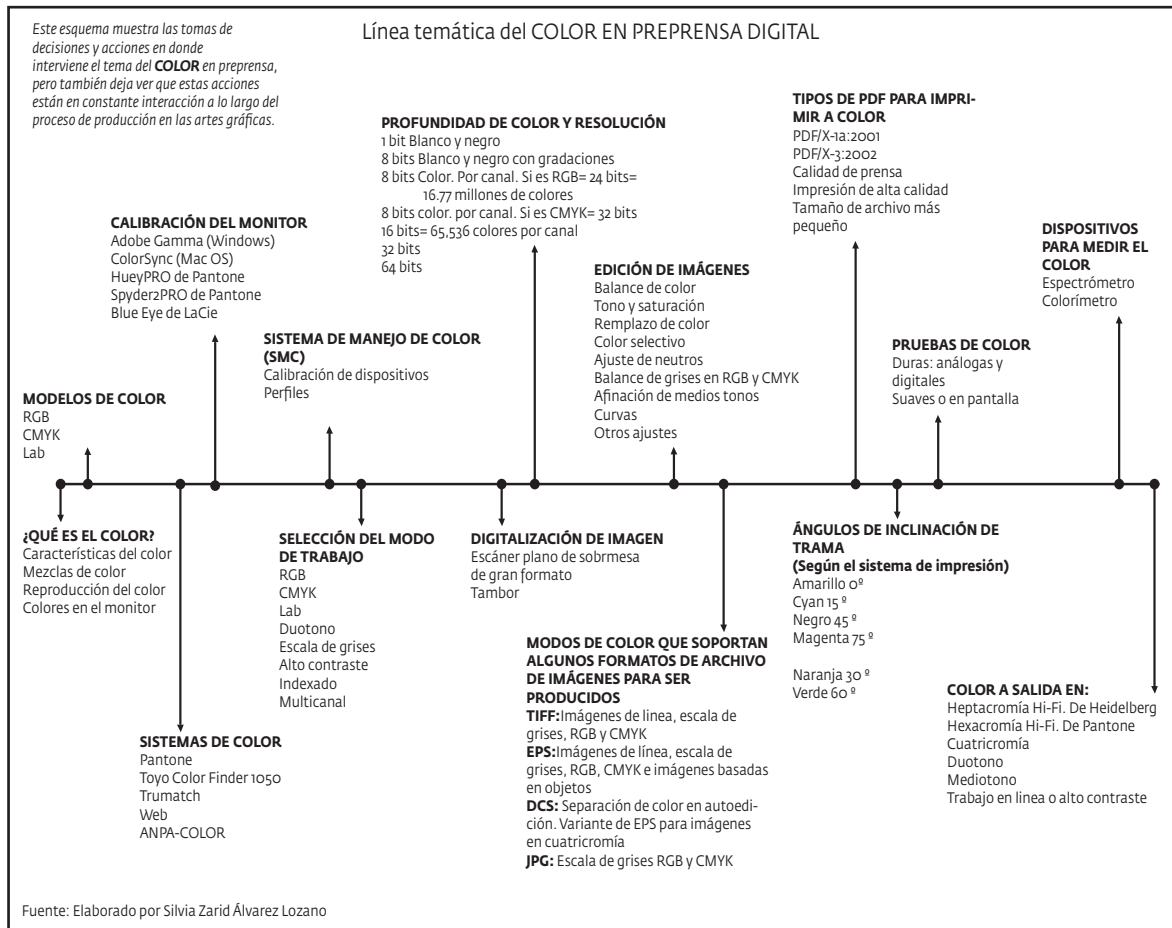 Este esquema muestra las tomas de
decisiones y acciones en donde
interviene el tema del COLOR en preprensa,
pero también deja ver que estas acciones
están en constante interacción a lo largo del
proceso de producción en las artes gráficas.
Línea temática del COLOR EN PREPRENSA DIGITAL
MODELOS DE COLOR
RGB
CMYK
Lab
CALIBRACIÓN DEL MONITOR
Adobe Gamma (Windows)
ColorSync (Mac OS)
HueyPRO de Pantone
Spyder2PRO de Pantone
Blue Eye de LaCie
SISTEMA DE MANEJO DE COLOR
(SMC)
Calibración de dispositivos
Perfiles
PROFUNDIDAD DE COLOR Y RESOLUCIÓN
1 bit Blanco y negro
8 bits Blanco y negro con gradaciones
8 bits Color. Por canal. Si es RGB= 24 bits=
16.77 millones de colores
8 bits color. por canal. Si es CMYK= 32 bits
16 bits= 65,536 colores por canal
32 bits
64 bits
EDICIÓN DE IMÁGENES
Balance de color
Tono y saturación
Remplazo de color
Color selectivo
Ajuste de neutros
Balance de grises en RGB y CMYK
Afinación de medios tonos
Curvas
Otros ajustes
TIPOS DE PDF PARA IMPRI-
MIR A COLOR
PDF/X-1a:2001
PDF/X-3:2002
Calidad de prensa
Impresión de alta calidad
Tamaño de archivo más
pequeño
PRUEBAS DE COLOR
Duras: análogas y
digitales
Suaves o en pantalla
DISPOSITIVOS
PARA MEDIR EL
COLOR
Espectrómetro
Colorímetro
¿QUÉ ES EL COLOR?
Características del color
Mezclas de color
Reproducción del color
Colores en el monitor
SISTEMAS DE COLOR
Pantone
Toyo Color Finder 1050
Trumatch
Web
ANPA-COLOR
SELECCIÓN DEL MODO
DE TRABAJO
RGB
CMYK
Lab
Duotono
Escala de grises
Alto contraste
Indexado
Multicanal
DIGITALIZACIÓN DE IMAGEN
Escáner plano de sobrmesa
de gran formato
Tambor
MODOS DE COLOR QUE SOPORTAN
ALGUNOS FORMATOS DE ARCHIVO
DE IMÁGENES PARA SER
PRODUCIDOS
TIFF:Imágenes de linea, escala de
grises, RGB y CMYK
EPS:Imágenes de línea, escala de
grises, RGB, CMYK e imágenes basadas
en objetos
DCS: Separación de color en autoedi-
ción. Variante de EPS para imágenes
en cuatricromía
JPG: Escala de grises RGB y CMYK
ÁNGULOS DE INCLINACIÓN DE
TRAMA
(Según el sistema de impresión)
Amarillo 0º
Cyan 15 º
Negro 45 º
Magenta 75 º
Naranja 30 º
Verde 60 º
COLOR A SALIDA EN:
Heptacromía Hi-Fi. De Heidelberg
Hexacromía Hi-Fi. De Pantone
Cuatricromía
Duotono
Mediotono
Trabajo en linea o alto contraste
Fuente: Elaborado por Silvia Zarid Álvarez Lozano